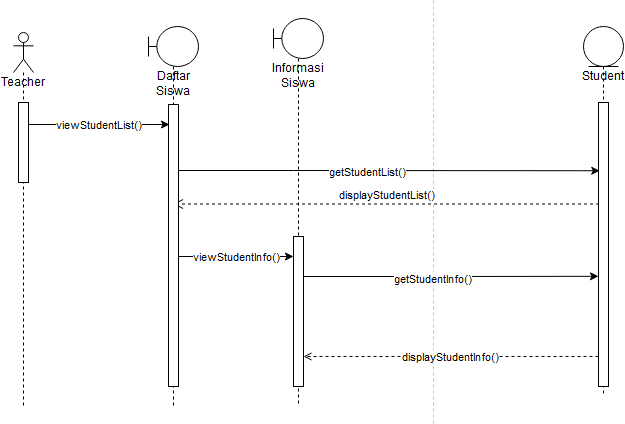 Teacher
Daftar
Siswa
Informasi
Siswa
Student
viewStudentList()
getStudentList()
displayStudentList()
viewStudentInfo()
getStudentInfo()
displayStudentInfo()